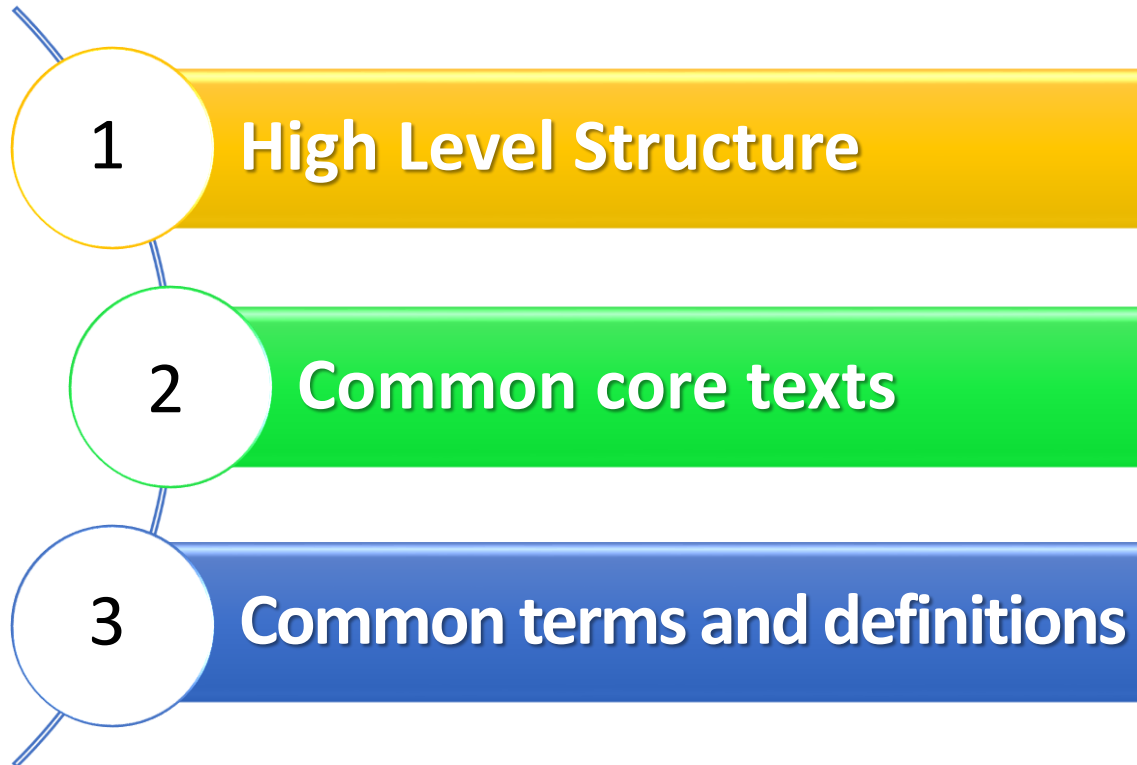 1 High Level Structure
2 Common core texts
3 Common terms and definitions